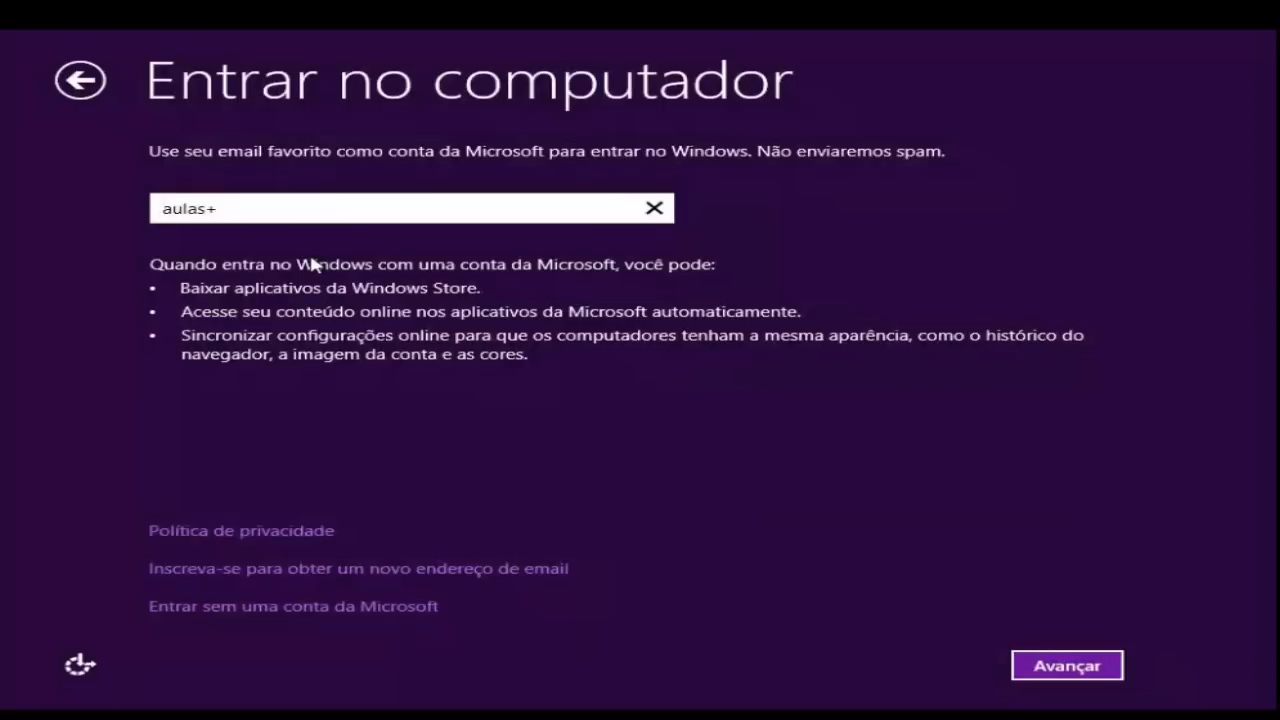 Entrar no computador
Use seu email favorito como conta da Microsoft para entrar no Windows. Não enviaremos spam.
aulas+
Quando entra no Windows com uma conta da Microsoft, você pode:
• Baixar aplicativos da Windows Store.
• Acesse seu conteúdo online nos aplicativos da Microsoft automaticamente.
• Sincronizar configurações online para que os computadores tenham a mesma aparência, como o histórico do
navegador, a imagem da conta e as cores.
Política de privacidade
Inscreva-se para obter um novo endereço de email
Entrar sem uma conta da Microsoft
Avançar